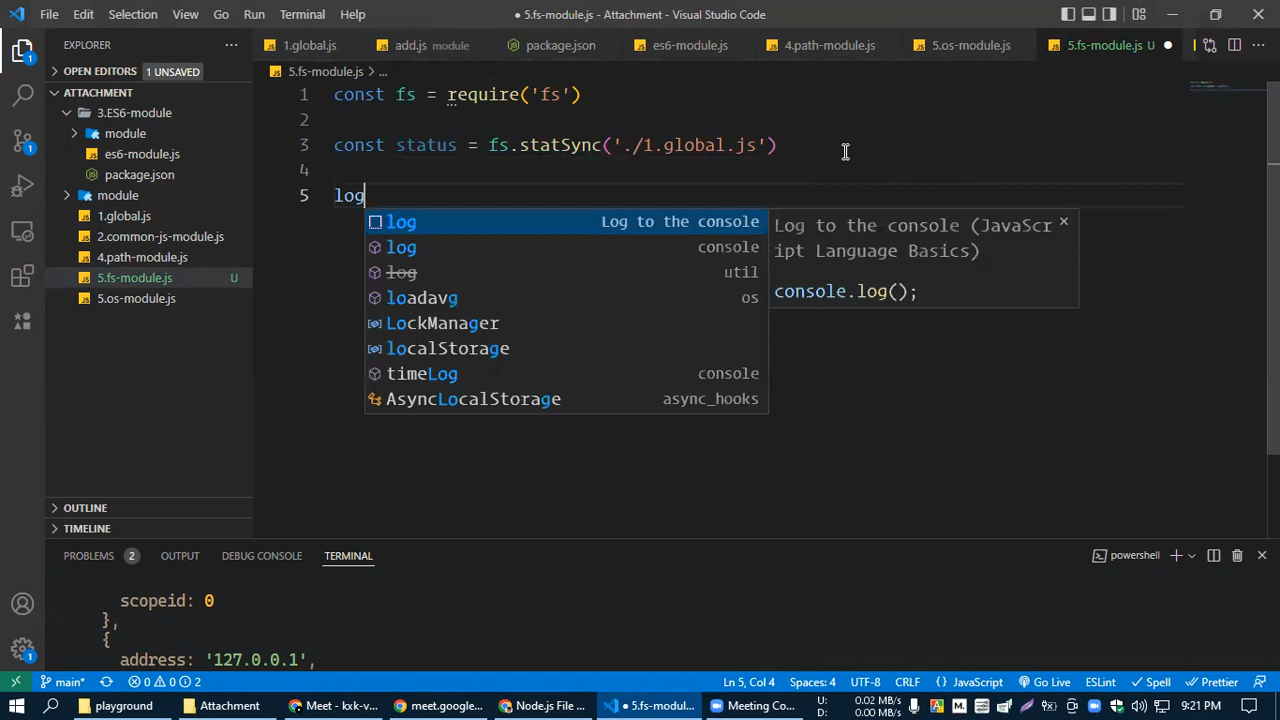 File Edit Selection View Go Run Terminal Help
● 5.fs-module.js - Attachment - Visual Studio Code
EXPLORER
1.global.js
add.js module
package.json
es6-module.js
4.path-module.js
5.os-module.js
5.fs-module.js U
OPEN EDITORS 1 UNSAVED
ATTACHMENT
3.ES6-module
module
es6-module.js
package.json
module
1.global.js
2.common-js-module.js
4.path-module.js
5.fs-module.js U
5.os-module.js
OUTLINE
TIMELINE
5.fs-module.js > ...
1 const fs = require('fs')
2
3 const status = fs.statSync('./1.global.js')
4
5 log
log Log to the console
log console
log util
loadavg os
LockManager
localStorage
timeLog console
AsyncLocalStorage async_hooks
Log to the console (JavaScr
ipt Language Basics)
console.log();
PROBLEMS 2 OUTPUT DEBUG CONSOLE TERMINAL
powershell
scopeid: 0
},
{
address: '127.0.0.1',
1
1
main* 0 0 2
Ln 5, Col 4 Spaces: 4 UTF-8 CRLF {} JavaScript Go Live ESLint Spell Prettier
playground
Attachment
Meet - kxk-v...
meet.google...
Node.js File ...
● 5.fs-modul...
Meeting Co...
U: 0.02 MB/s
D: 0.00 MB/s
M.
9:21 PM